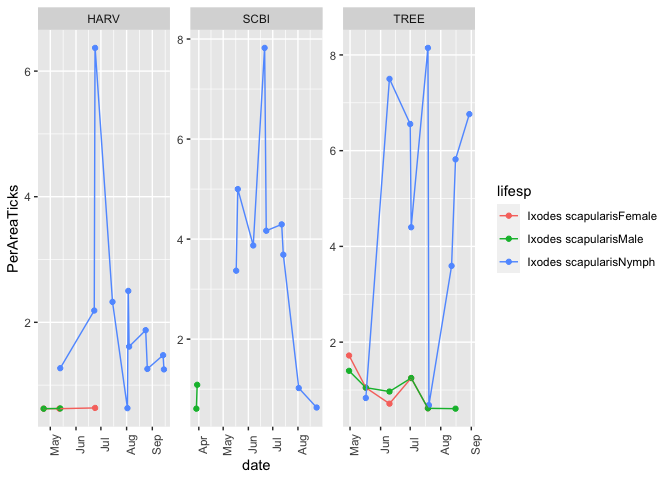 HARV SCBI TREE
PerAreaTicks
6
4
2
8
6
4
2
8
6
4
2
May Jun Jul Aug Sep
Apr May Jun Jul Aug
May Jun Jul Aug Sep
date
lifesp
Ixodes scapularisFemale
Ixodes scapularisMale
Ixodes scapularisNymph